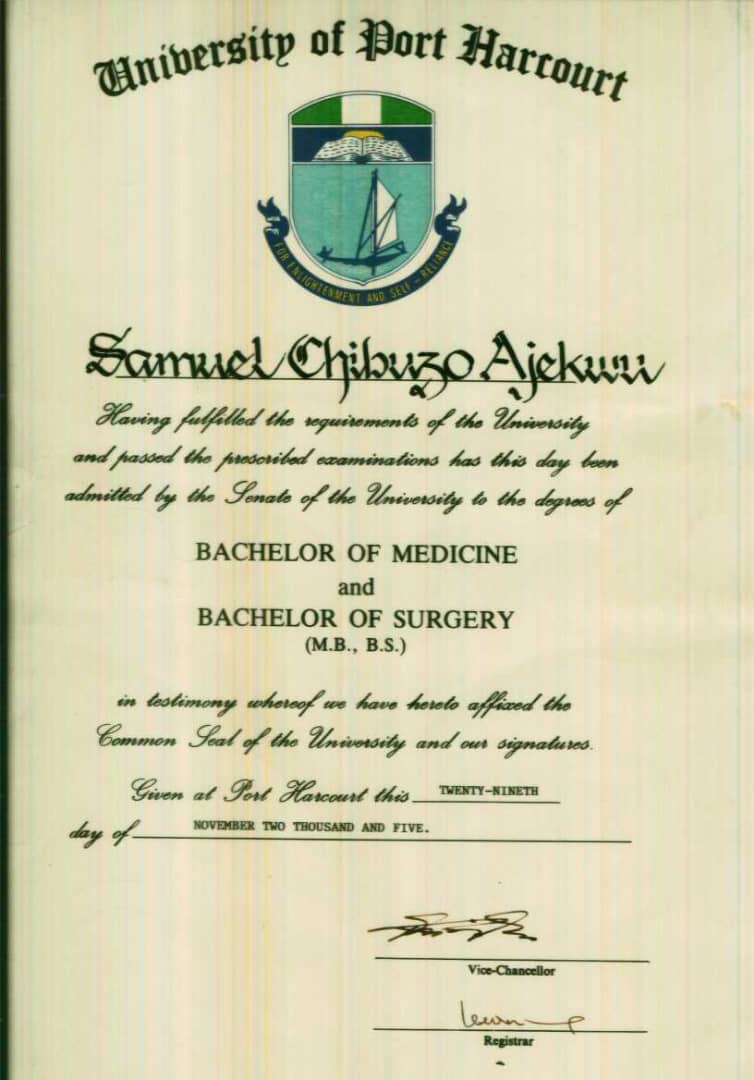 University of Port Harcourt
FOR ENLIGHTENMENT AND SELF - RELIANCE
Samuel Chibuzo Ajekwu
Having fulfilled the requirements of the University
and passed the prescribed examinations has this day been
admitted by the Senate of the University to the degrees of
BACHELOR OF MEDICINE
and
BACHELOR OF SURGERY
(M.B., B.S.)
in testimony whereof we have hereto affixed the
Common Seal of the University and our signatures.
Given at Port Harcourt this TWENTY-NINETH
day of NOVEMBER TWO THOUSAND AND FIVE.
Vice-Chancellor
Registrar